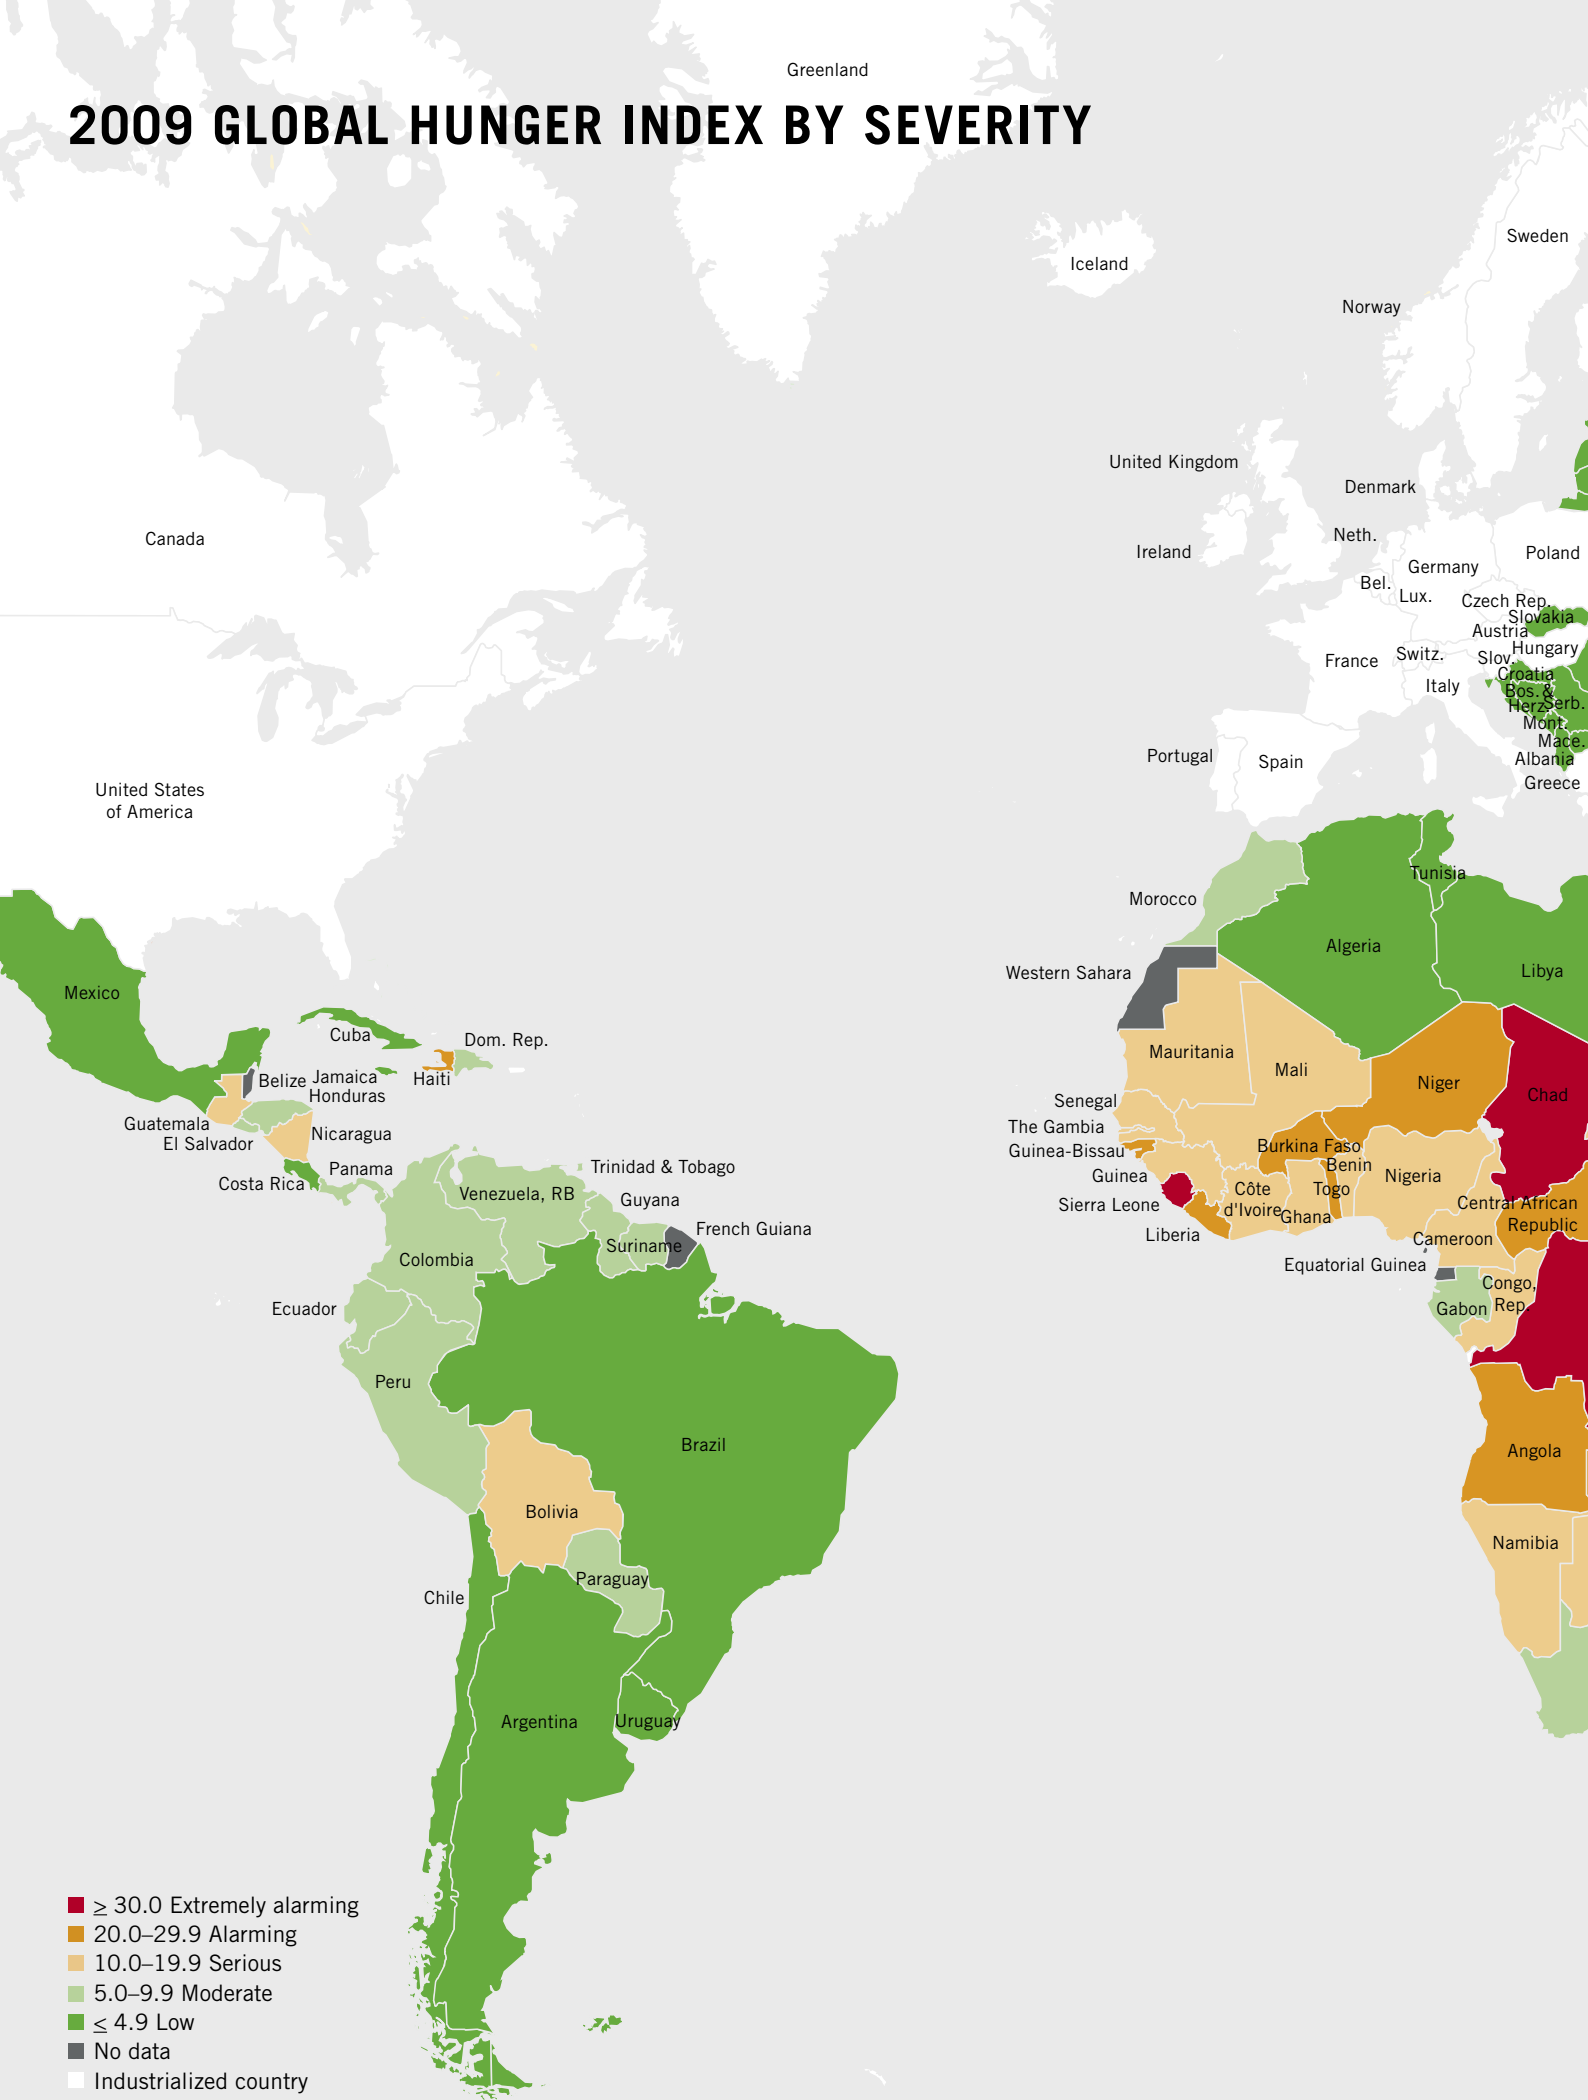 Greenland
2009 GLOBAL HUNGER INDEX BY SEVERITY
Sweden
Iceland
Norway
United Kingdom
Denmark
Neth.
Canada
Ireland
Poland
Germany
Bel.
Lux.
Czech Rep.
Slovakia
Austria
Hungary
Switz.
Slov.
France
Croatia
Italy
Bos.&
Herz.
Serb.
Mont.
Mace.
Portugal
Spain
Albania
Greece
United States
of America
Tunisia
Morocco
Algeria
Libya
Western Sahara
Mexico
Cuba
Dom. Rep.
Mauritania
Mali
Belize
Jamaica
Haiti
Niger
Honduras
Chad
Senegal
Guatemala
The Gambia
El Salvador
Nicaragua
Guinea-Bissau
Burkina Faso
Panama
Trinidad & Tobago
Benin
Costa Rica
Guinea
Nigeria
Venezuela, RB
Togo
Côte
d'Ivoire
Guyana
Sierra Leone
Central African
Republic
Ghana
French Guiana
Liberia
Suriname
Cameroon
Colombia
Equatorial Guinea
Congo,
Rep.
Ecuador
Gabon
Peru
Brazil
Angola
Bolivia
Namibia
Paraguay
Chile
Argentina
Uruguay
≥ 30.0 Extremely alarming
20.0–29.9 Alarming
10.0–19.9 Serious
5.0–9.9 Moderate
≤ 4.9 Low
No data
Industrialized country